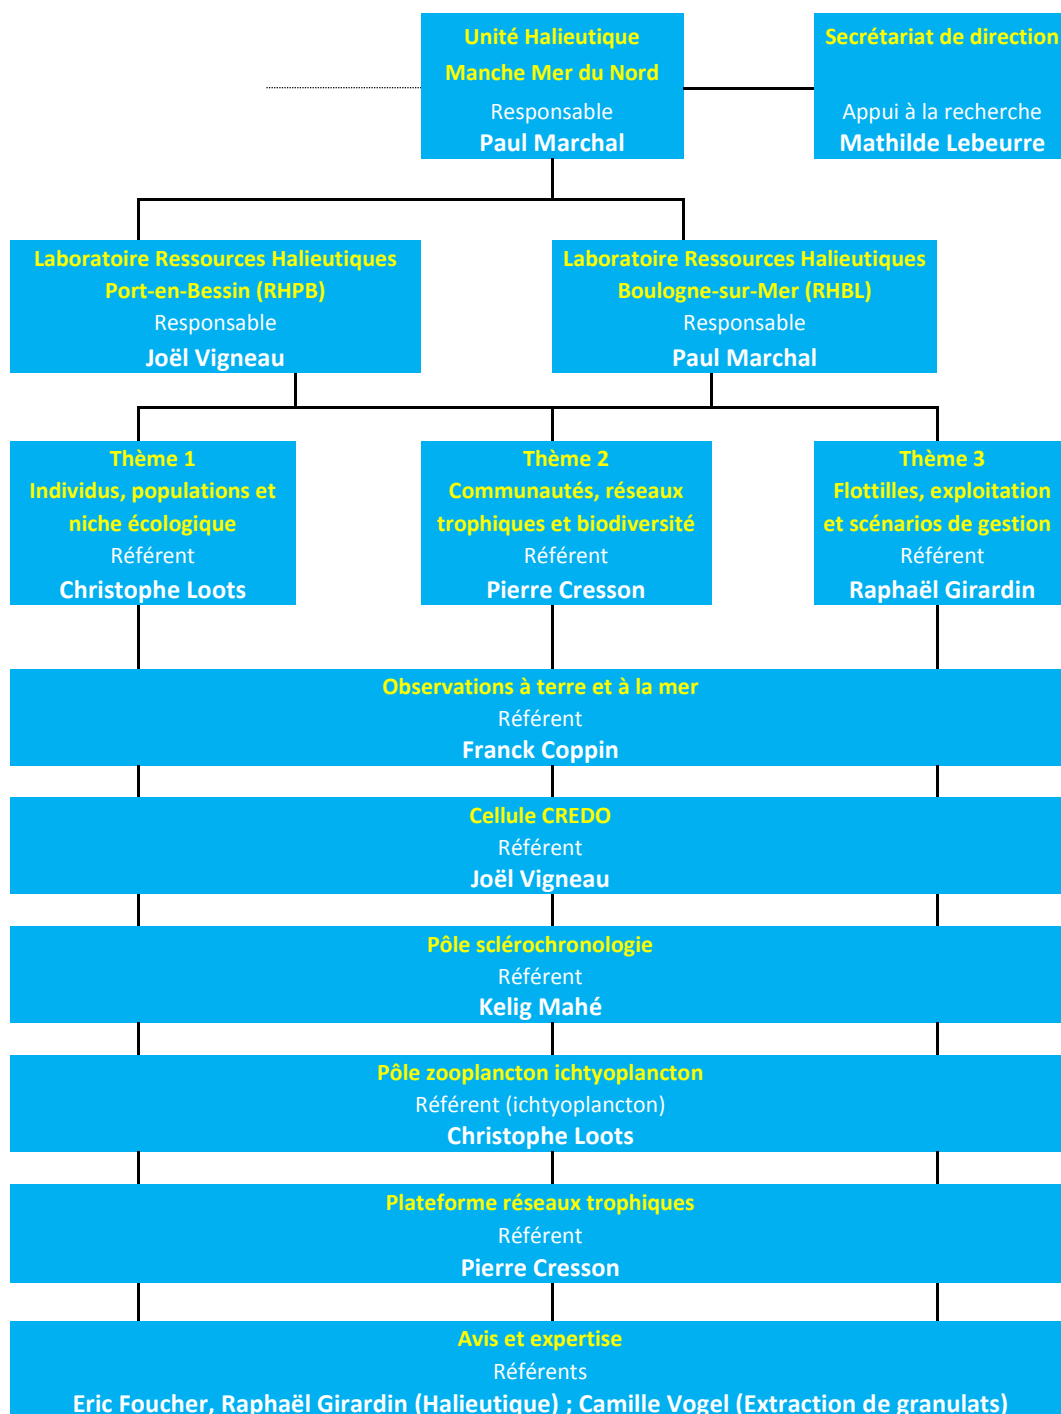 Unité Halieutique
Manche Mer du Nord
Responsable
Paul Marchal
Secrétariat de direction
Appui à la recherche
Mathilde Lebeurre
Laboratoire Ressources Halieutiques
Port-en-Bessin (RHPB)
Responsable
Joël Vigneau
Laboratoire Ressources Halieutiques
Boulogne-sur-Mer (RHBL)
Responsable
Paul Marchal
Thème 1
Individus, populations et
niche écologique
Référent
Christophe Loots
Thème 2
Communautés, réseaux
trophiques et biodiversité
Référent
Pierre Cresson
Thème 3
Flottilles, exploitation
et scénarios de gestion
Référent
Raphaël Girardin
Observations à terre et à la mer
Référent
Franck Coppin
Cellule CREDO
Référent
Joël Vigneau
Pôle sclérochronologie
Référent
Kelig Mahé
Pôle zooplancton ichtyoplancton
Référent (ichtyoplancton)
Christophe Loots
Plateforme réseaux trophiques
Référent
Pierre Cresson
Avis et expertise
Référents
Eric Foucher, Raphaël Girardin (Halieutique) ; Camille Vogel (Extraction de granulats)